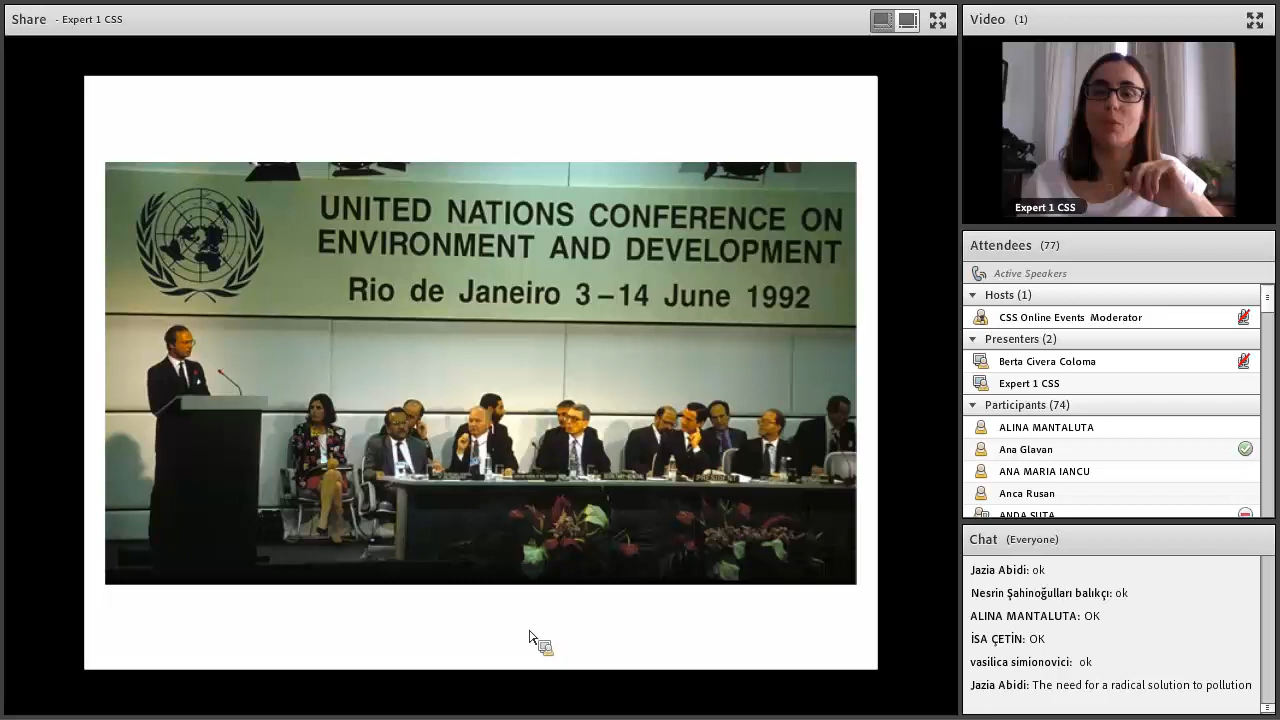 Share - Expert 1 CSS
UNITED NATIONS CONFERENCE ON
ENVIRONMENT AND DEVELOPMENT
Rio de Janeiro 3-14 June 1992
PRESIDENT
Video (1)
Expert 1 CSS
Attendees (77)
Active Speakers
Hosts (1)
CSS Online Events Moderator
Presenters (2)
Berta Civera Coloma
Expert 1 CSS
Participants (74)
ALINA MANTALUTA
Ana Glavan
ANA MARIA IANCU
Anca Rusan
ANDA SUTA
Chat (Everyone)
Jazia Abidi: ok
Nesrin Şahinoğulları balıkçı: ok
ALINA MANTALUTA: OK
İSA ÇETİN: OK
vasilica simionovici: ok
Jazia Abidi: The need for a radical solution to pollution